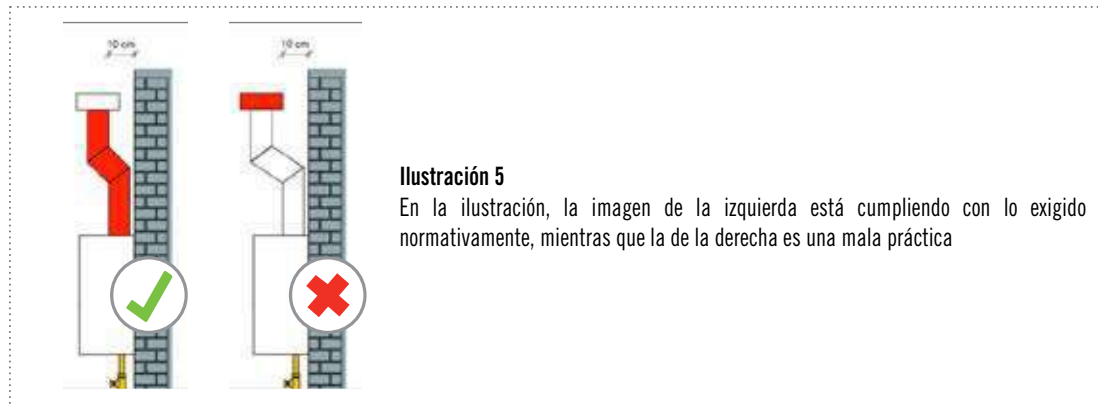 10 cm 10 cm
Ilustración 5
En la ilustración, la imagen de la izquierda está cumpliendo con lo exigido
normativamente, mientras que la de la derecha es una mala práctica